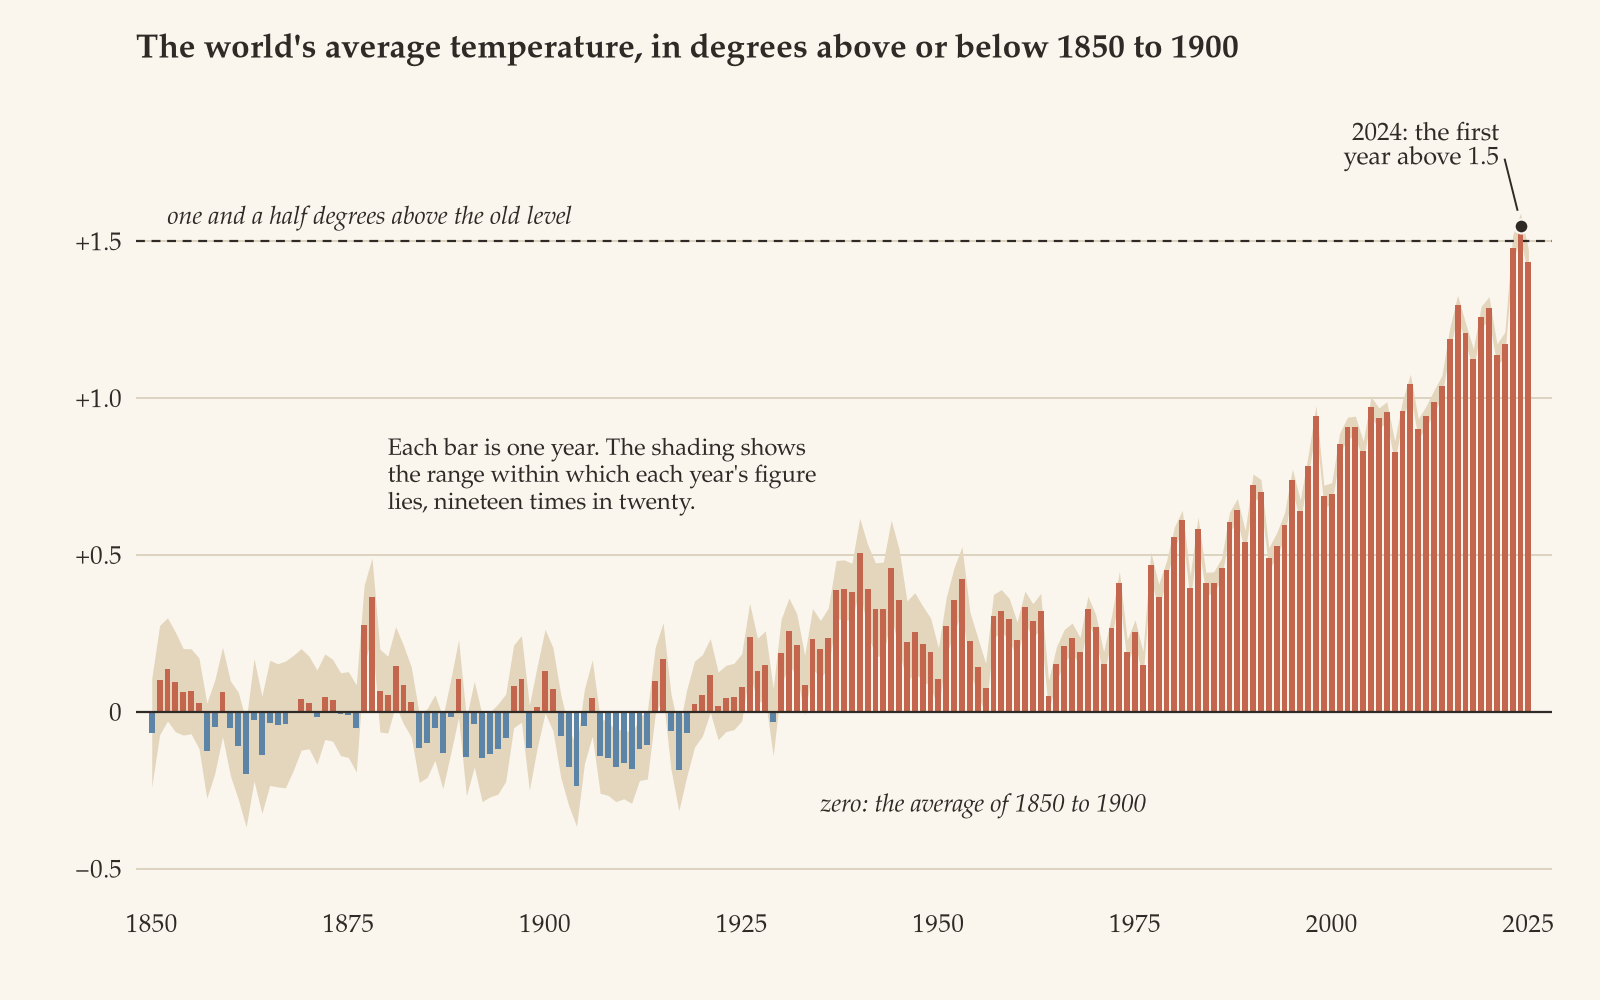 The world's average temperature, in degrees above or below 1850 to 1900
2024: the first
year above 1.5
one and a half degrees above the old level
+1.5
+1.0
Each bar is one year. The shading shows
the range within which each year's figure
lies, nineteen times in twenty.
+0.5
0
zero: the average of 1850 to 1900
−0.5
1850 1875 1900 1925 1950 1975 2000 2025